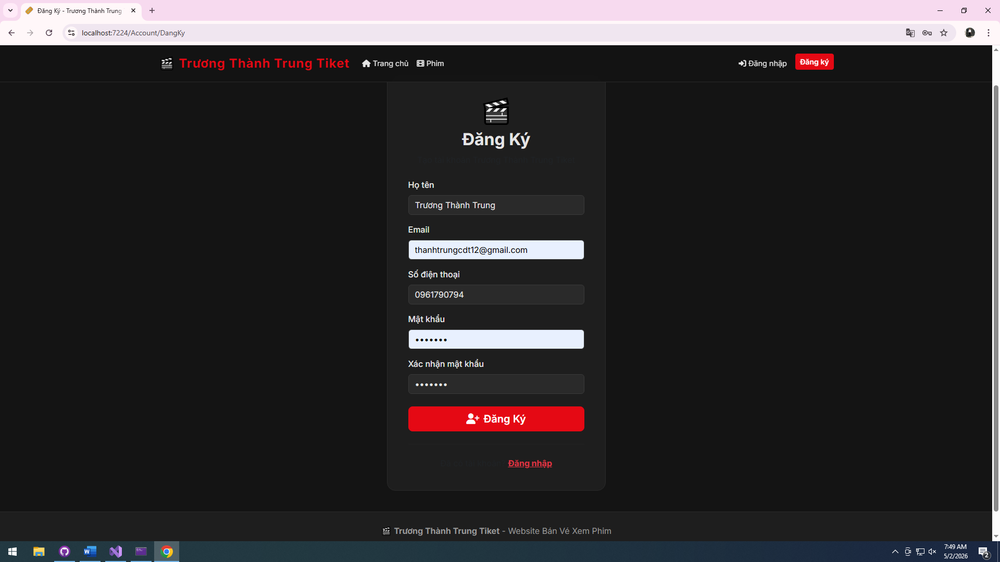 Đăng Ký - Trương Thành Trung
localhost:7224/Account/DangKy
Trương Thành Trung Tiket
Trang chủ
Phim
Đăng nhập
Đăng ký
Đăng Ký
Tạo tài khoản Trương Thành Trung Tiket
Họ tên
Trương Thành Trung
Email
thanhtrungcdt12@gmail.com
Số điện thoại
0961790794
Mật khẩu
•••••••
Xác nhận mật khẩu
•••••••
Đăng Ký
Đã có tài khoản? Đăng nhập
Trương Thành Trung Tiket - Website Bán Vé Xem Phim
7:49 AM
5/2/2026
2